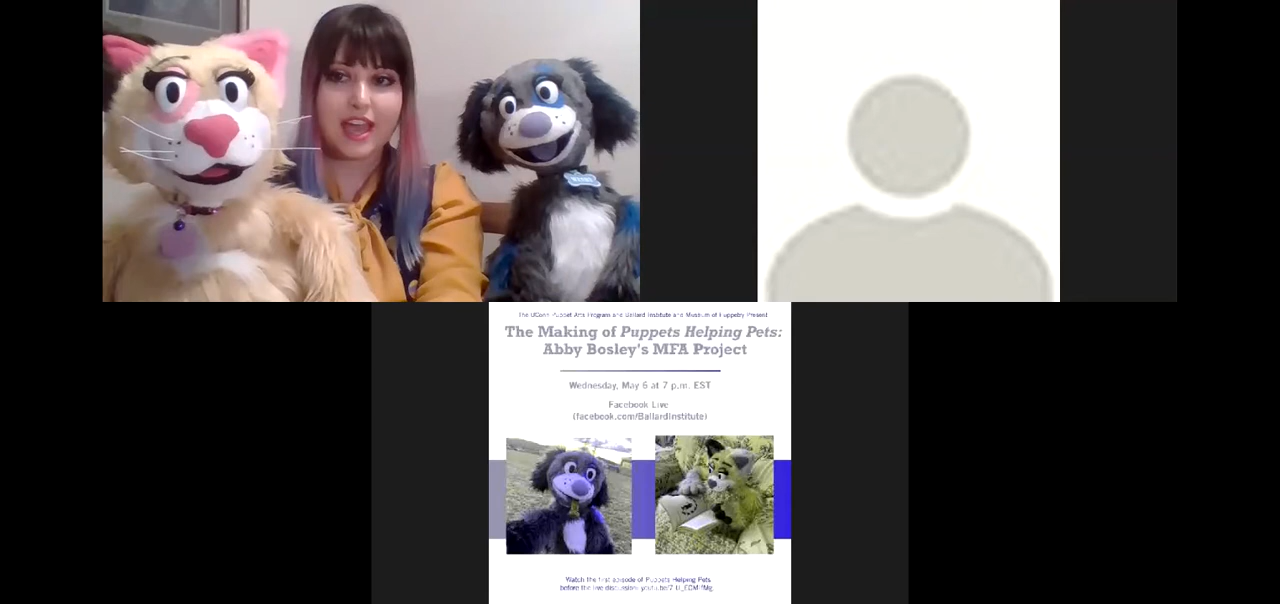 The UConn Puppet Arts Program and Ballard Institute and Museum of Puppetry Present
The Making of Puppets Helping Pets:
Abby Bosley's MFA Project
Wednesday, May 6 at 7 p.m. EST
Facebook Live
(facebook.com/BallardInstitute)
Watch the first episode of Puppets Helping Pets
before the live discussion: